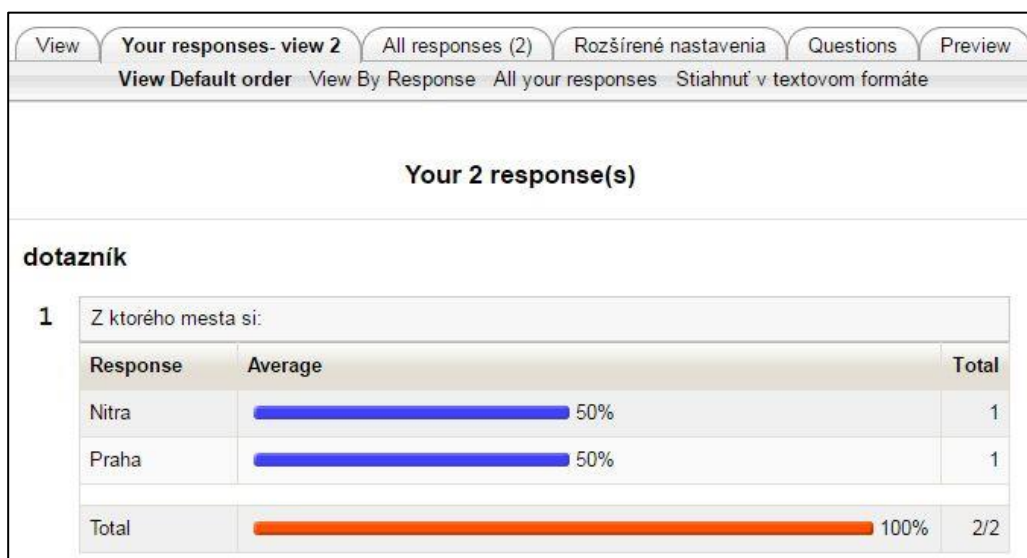 View Your responses- view 2 All responses (2) Rozšírené nastavenia Questions Preview
View Default order View By Response All your responses Stiahnuť v textovom formáte
Your 2 response(s)
dotazník
1 Z ktorého mesta si:
Response Average Total
Nitra 50% 1
Praha 50% 1
Total 100% 2/2